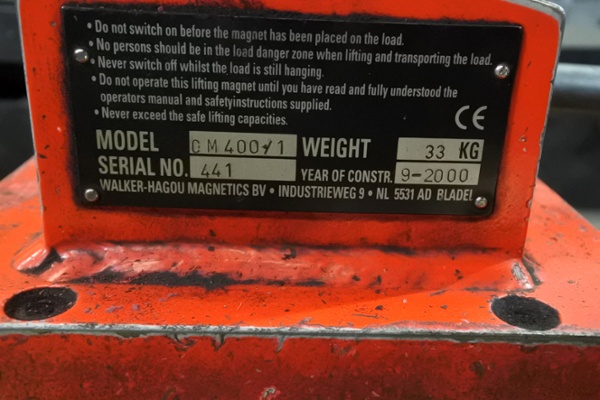 • Do not switch on before the magnet has been placed on the load.
• No persons should be in the load danger zone when lifting and transporting the load.
• Never switch off whilst the load is still hanging.
• Do not operate this lifting magnet until you have read and fully understood the
operators manual and safetyinstructions supplied.
• Never exceed the safe lifting capacities.
CE
MODEL GM400/1 WEIGHT 33 KG
SERIAL NO. 441 YEAR OF CONSTR. 9-2000
WALKER-HAGOU MAGNETICS BV • INDUSTRIEWEG 9 • NL 5531 AD BLADEL